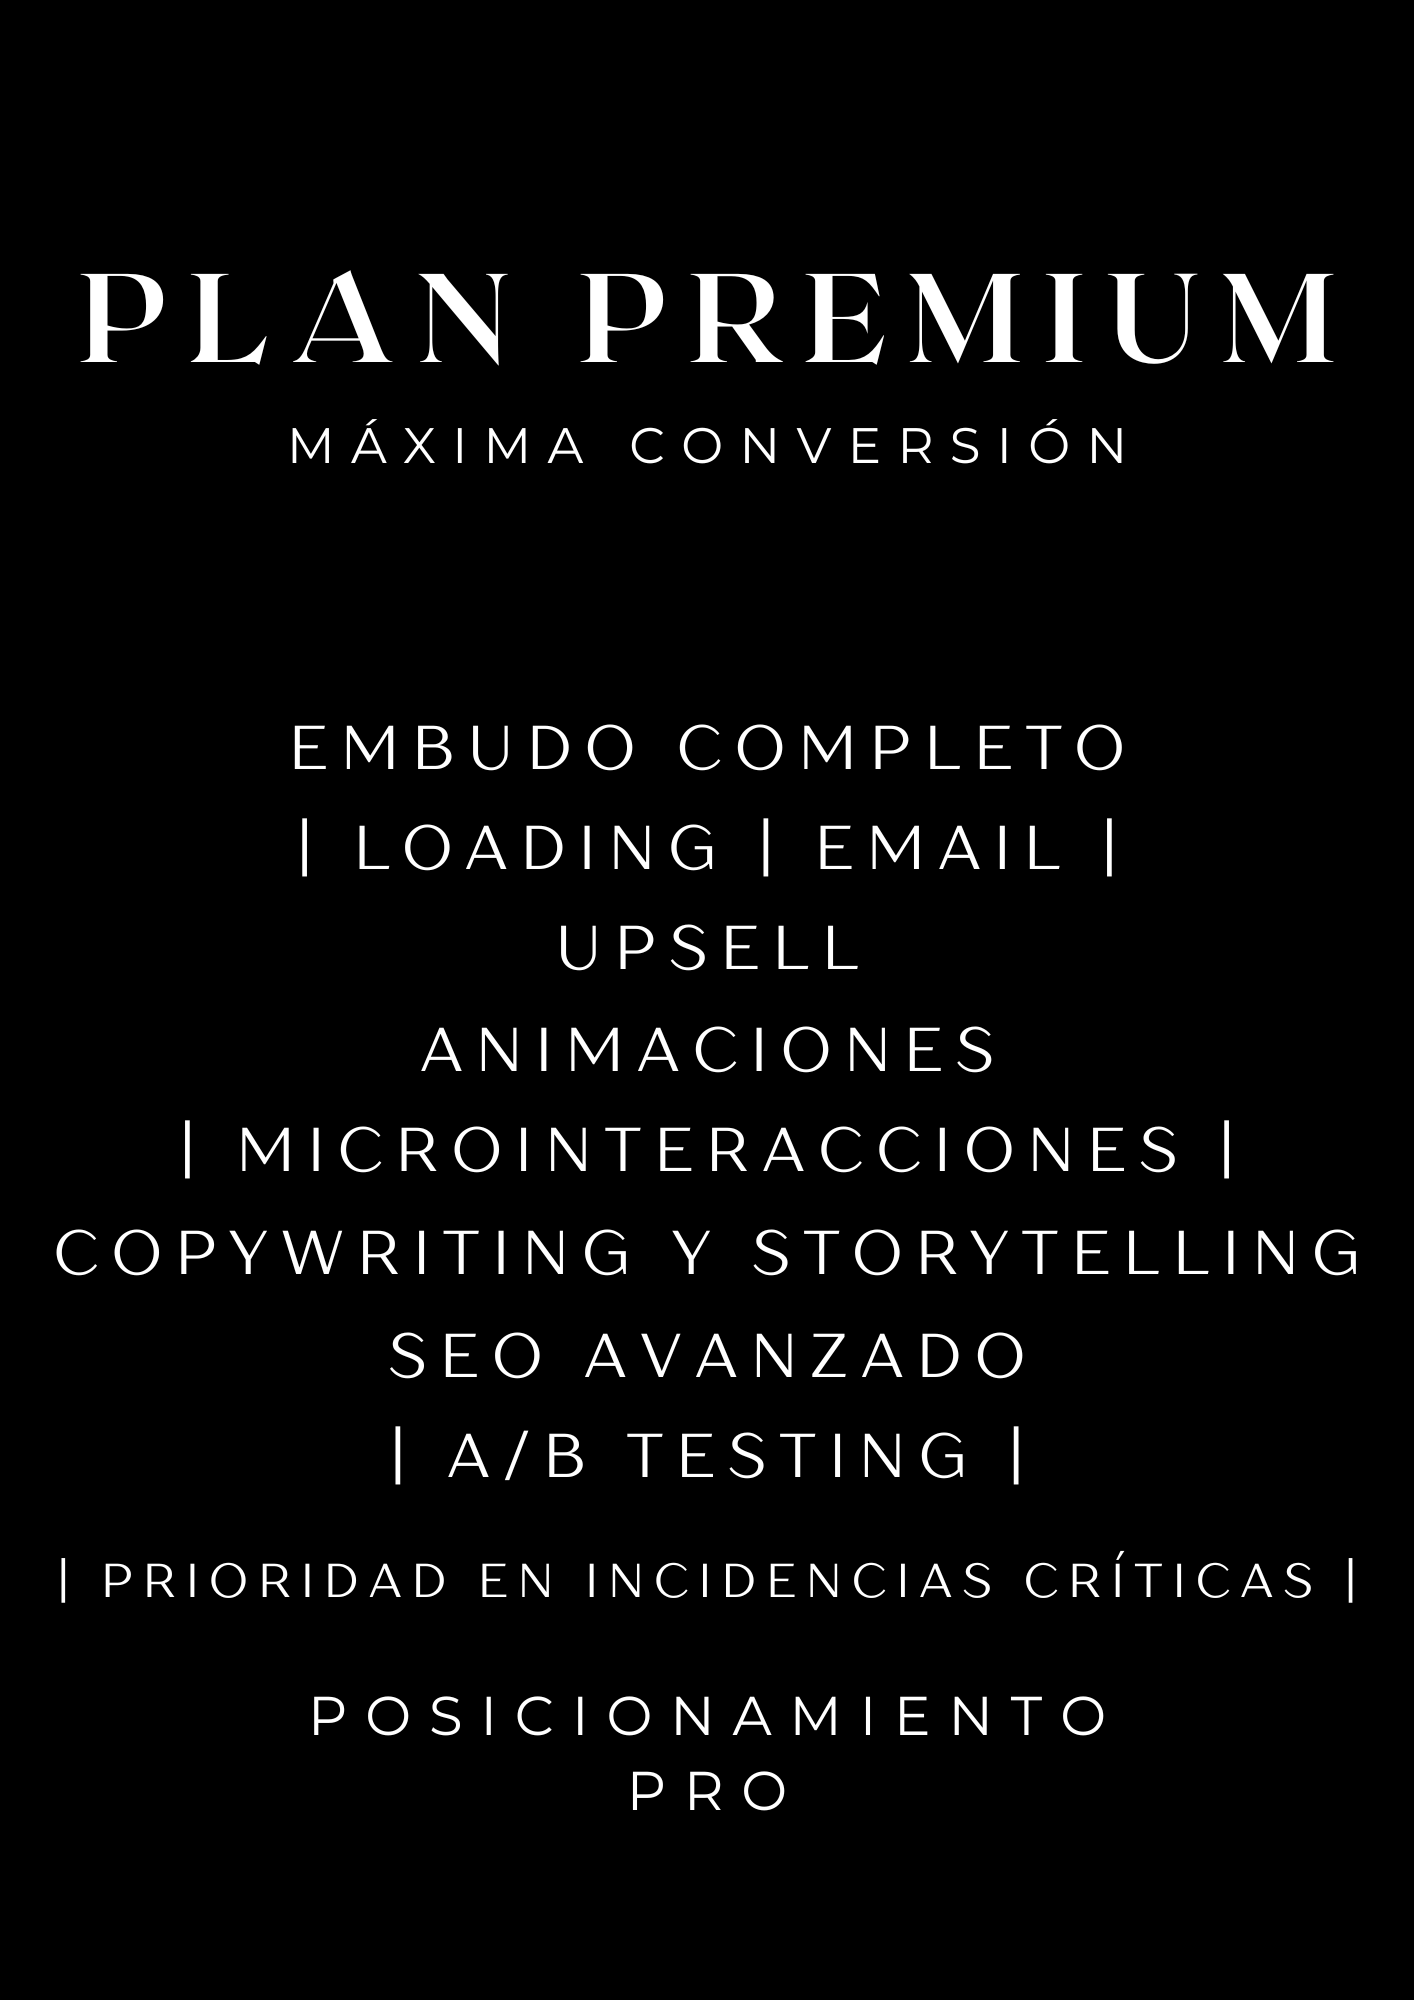 PLAN PREMIUM
MÁXIMA CONVERSIÓN
EMBUDO COMPLETO
| LOADING | EMAIL |
UPSELL
ANIMACIONES
| MICROINTERACCIONES |
COPYWRITING Y STORYTELLING
SEO AVANZADO
| A/B TESTING |
| PRIORIDAD EN INCIDENCIAS CRÍTICAS |
POSICIONAMIENTO
PRO